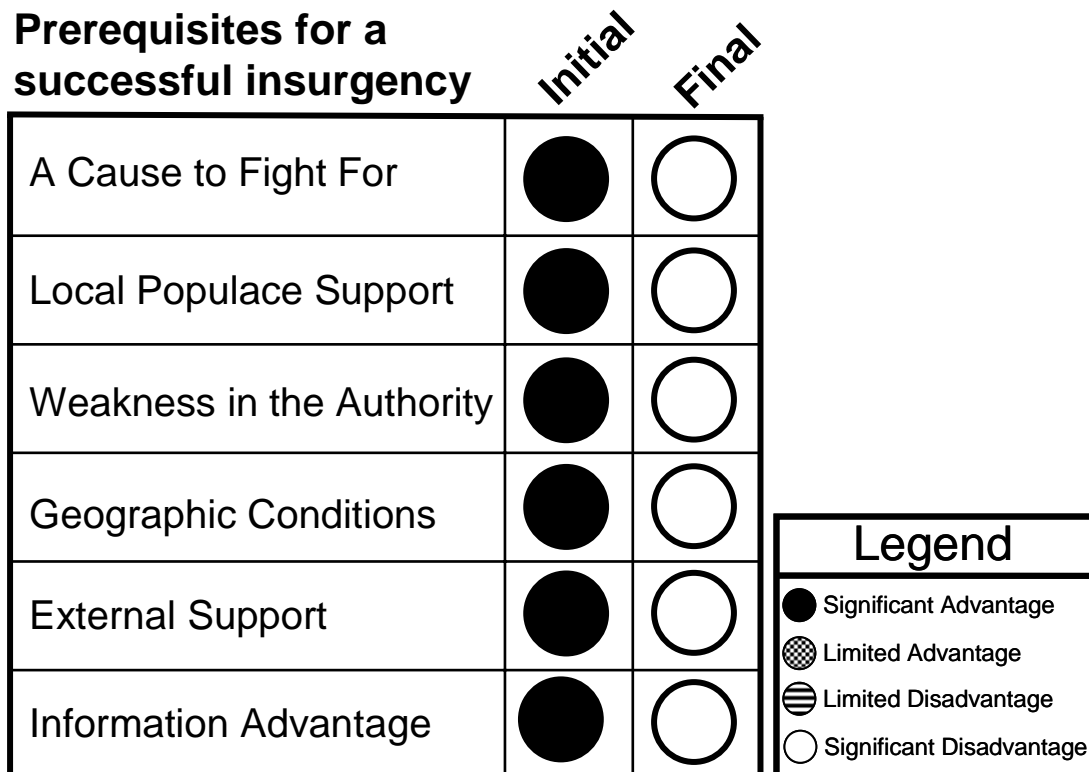 Prerequisites for a
successful insurgency
Initial
Final
A Cause to Fight For
Local Populace Support
Weakness in the Authority
Geographic Conditions
External Support
Information Advantage
Legend
Significant Advantage
Limited Advantage
Limited Disadvantage
Significant Disadvantage